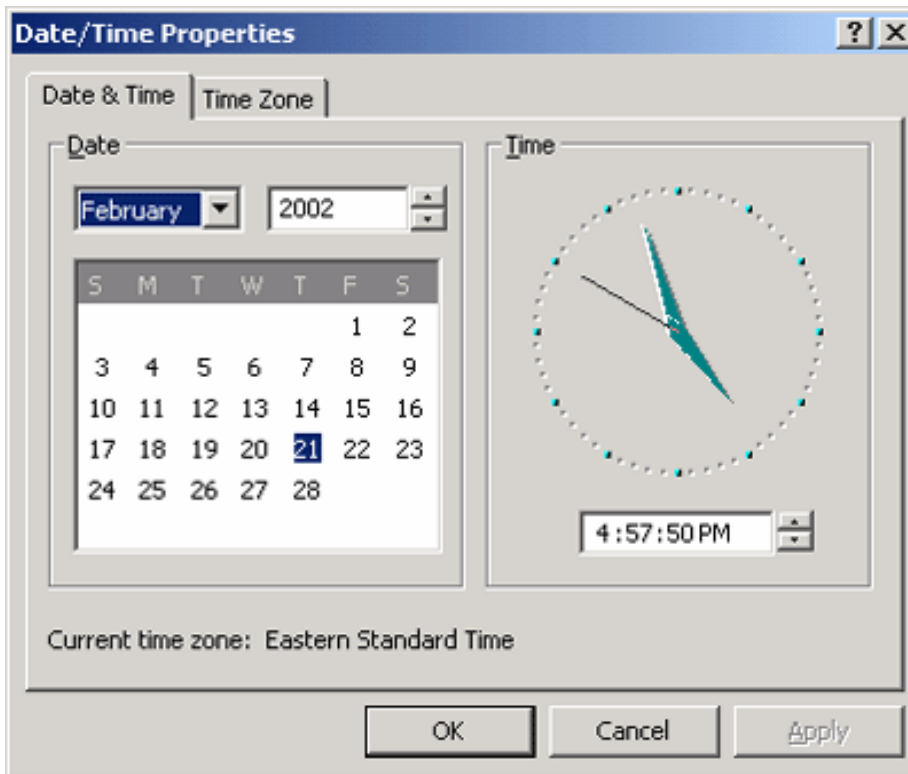 Date/Time Properties
Date & Time Time Zone
Date
February 2002
S M T W T F S
1 2
3 4 5 6 7 8 9
10 11 12 13 14 15 16
17 18 19 20 21 22 23
24 25 26 27 28
Time
4:57:50 PM
Current time zone: Eastern Standard Time
OK Cancel Apply